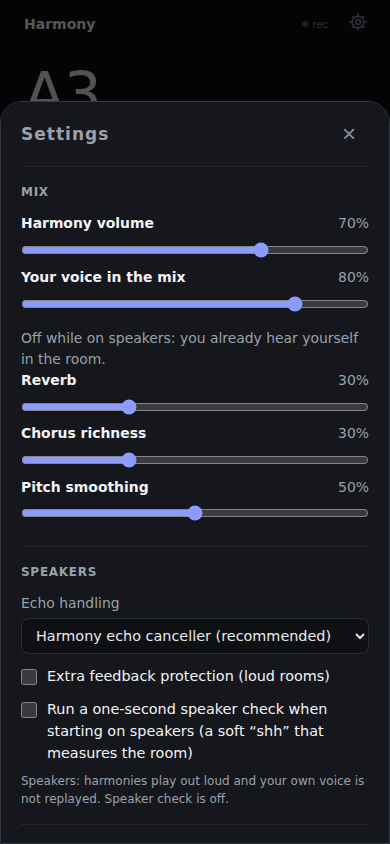 Harmony
rec
A3
Settings
MIX
Harmony volume 70%
Your voice in the mix 80%
Off while on speakers: you already hear yourself
in the room.
Reverb 30%
Chorus richness 30%
Pitch smoothing 50%
SPEAKERS
Echo handling
Harmony echo canceller (recommended)
Extra feedback protection (loud rooms)
Run a one-second speaker check when
starting on speakers (a soft “shh” that
measures the room)
Speakers: harmonies play out loud and your own voice is
not replayed. Speaker check is off.